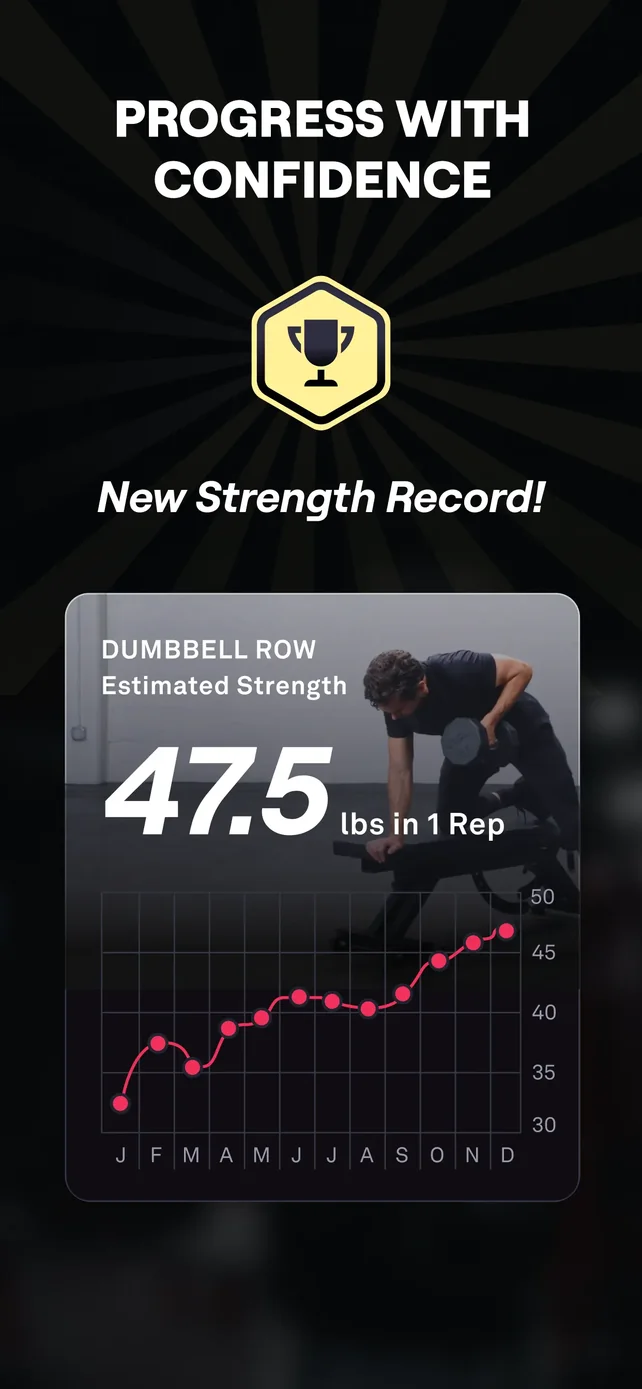 PROGRESS WITH
CONFIDENCE
New Strength Record!
DUMBBELL ROW
Estimated Strength
47.5 lbs in 1 Rep
50
45
40
35
30
J F M A M J J A S O N D